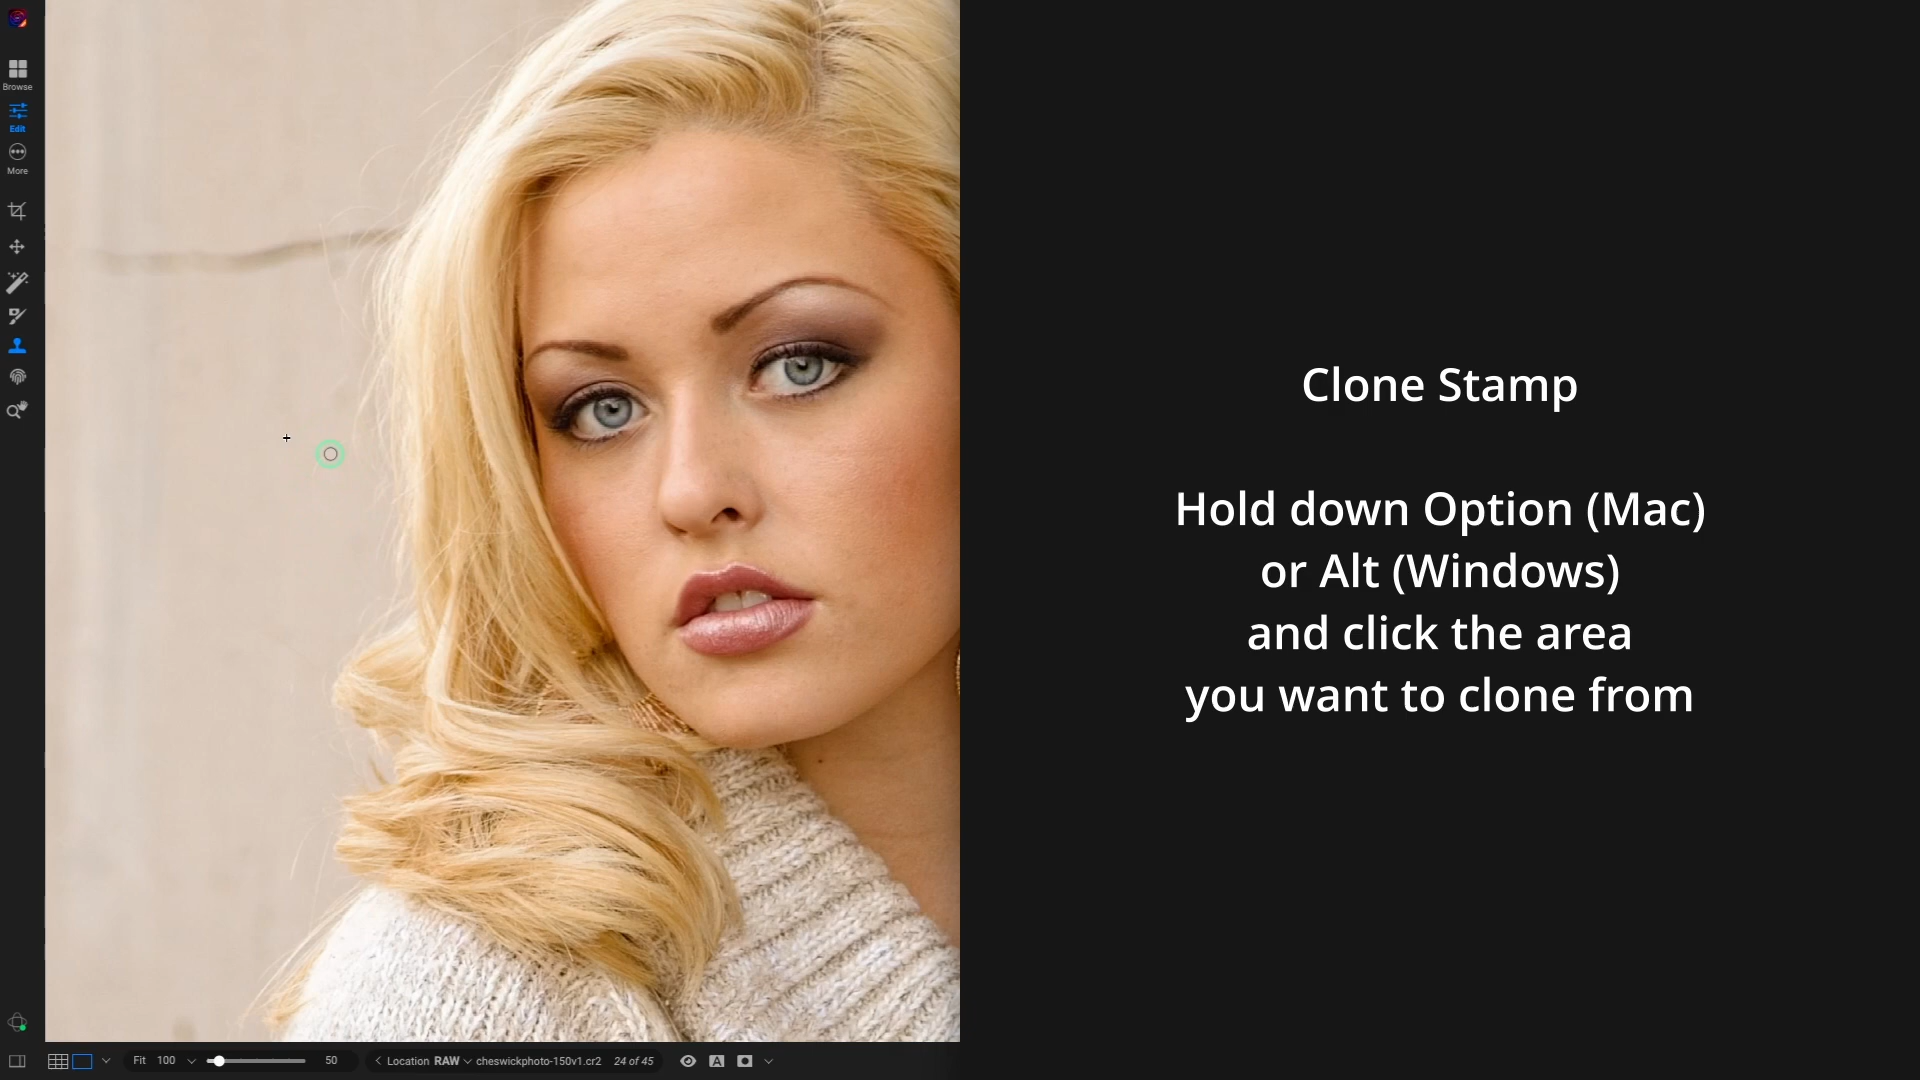 Browse
Edit
More
Clone Stamp
Hold down Option (Mac)
or Alt (Windows)
and click the area
you want to clone from
Fit 100 50 Location RAW cheswickphoto-150v1.cr2 24 of 45 A